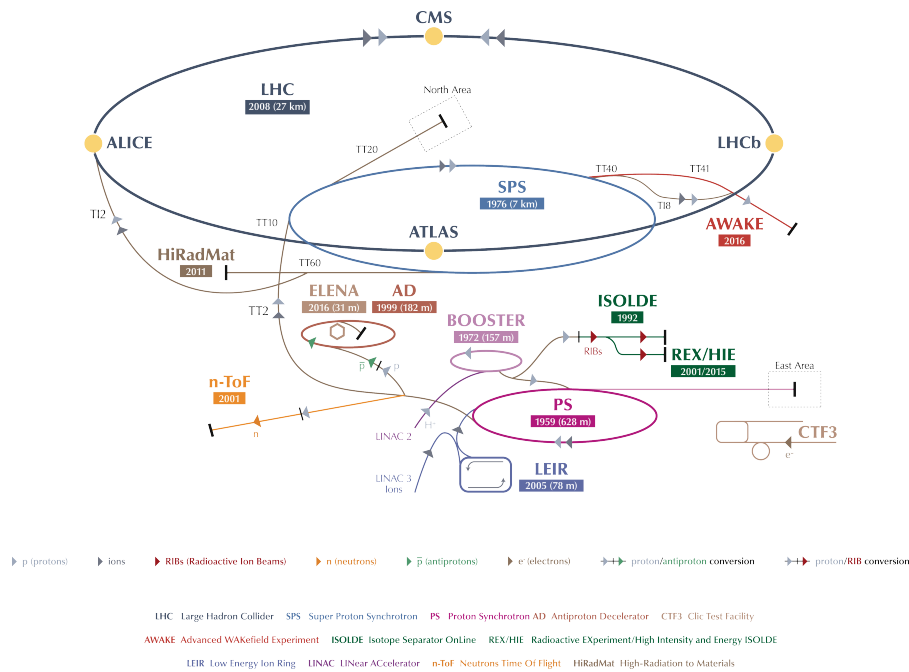 CMS
LHC
2008 (27 km)
North Area
ALICE
LHCb
TT20
TT40
TT41
SPS
1976 (7 km)
TI8
TI2
TT10
AWAKE
2016
ATLAS
HiRadMat
2011
TT60
ELENA
2016 (31 m)
AD
1999 (182 m)
TT2
BOOSTER
1972 (157 m)
ISOLDE
1992
RIBs
REX/HIE
2001/2015
p̅
p
East Area
n-ToF
2001
n
PS
1959 (628 m)
H⁻
LINAC 2
CTF3
e⁻
LEIR
2005 (78 m)
LINAC 3
Ions
p (protons)
ions
RIBs (Radioactive Ion Beams)
n (neutrons)
p̅ (antiprotons)
e⁻ (electrons)
proton/antiproton conversion
proton/RIB conversion
LHC Large Hadron Collider SPS Super Proton Synchrotron PS Proton Synchrotron AD Antiproton Decelerator CTF3 Clic Test Facility
AWAKE Advanced WAKefield Experiment ISOLDE Isotope Separator OnLine REX/HIE Radioactive EXperiment/High Intensity and Energy ISOLDE
LEIR Low Energy Ion Ring LINAC LINear ACcelerator n-ToF Neutrons Time Of Flight HiRadMat High-Radiation to Materials